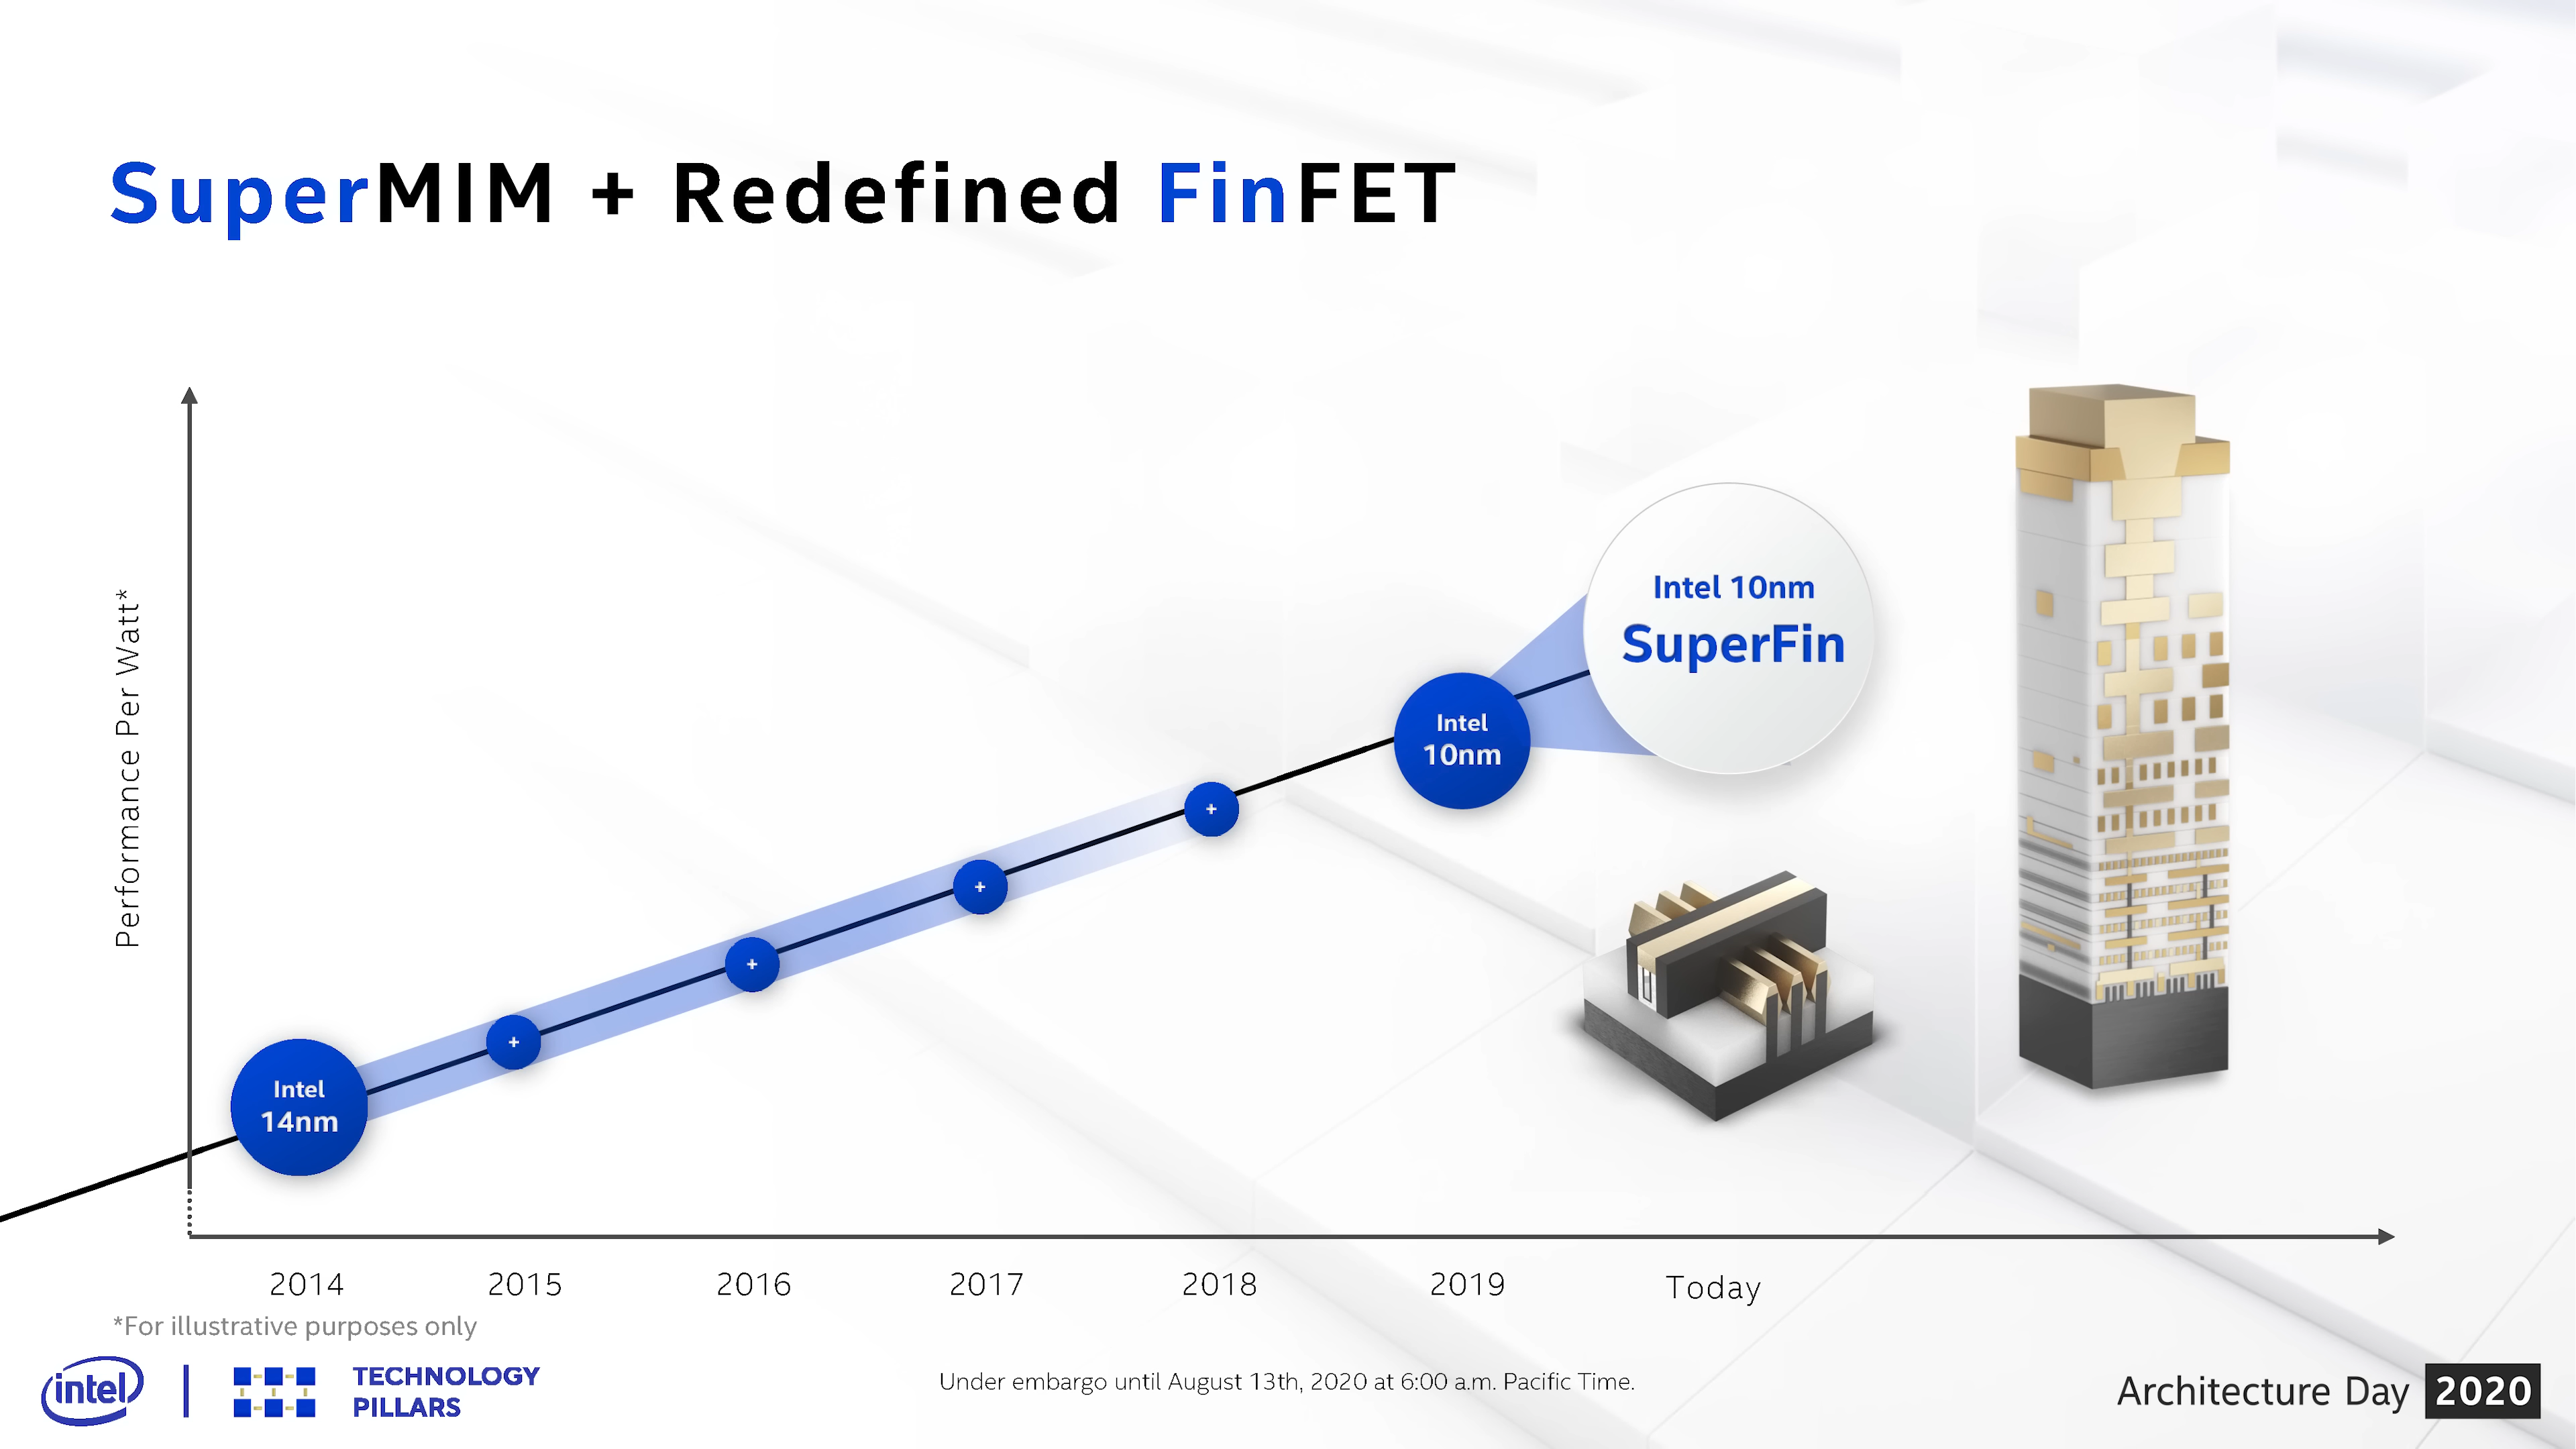 SuperMIM + Redefined FinFET
Performance Per Watt*
Intel 10nm
SuperFin
Intel
10nm
+
+
+
+
Intel
14nm
2014
2015
2016
2017
2018
2019
Today
*For illustrative purposes only
intel
TECHNOLOGY
PILLARS
Under embargo until August 13th, 2020 at 6:00 a.m. Pacific Time.
Architecture Day 2020